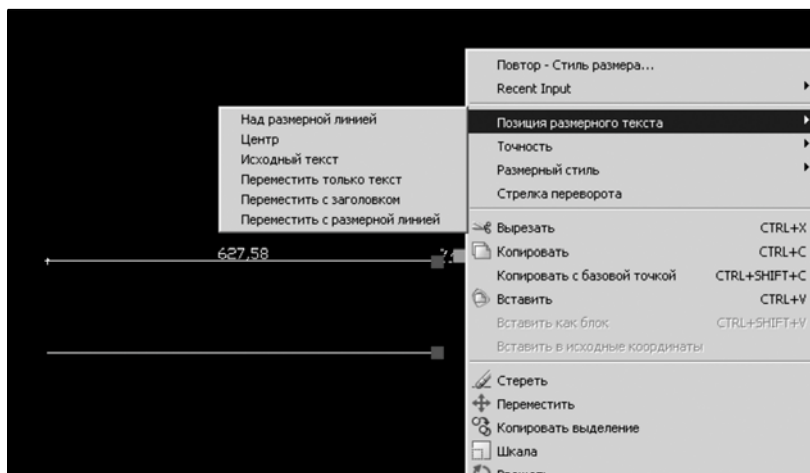 Повтор - Стиль размера...
Recent Input
Позиция размерного текста
Точность
Размерный стиль
Стрелка переворота
Над размерной линией
Центр
Исходный текст
Переместить только текст
Переместить с заголовком
Переместить с размерной линией
627,58
Вырезать CTRL+X
Копировать CTRL+C
Копировать с базовой точкой CTRL+SHIFT+C
Вставить CTRL+V
Вставить как блок CTRL+SHIFT+V
Вставить в исходные координаты
Стереть
Переместить
Копировать выделение
Шкала